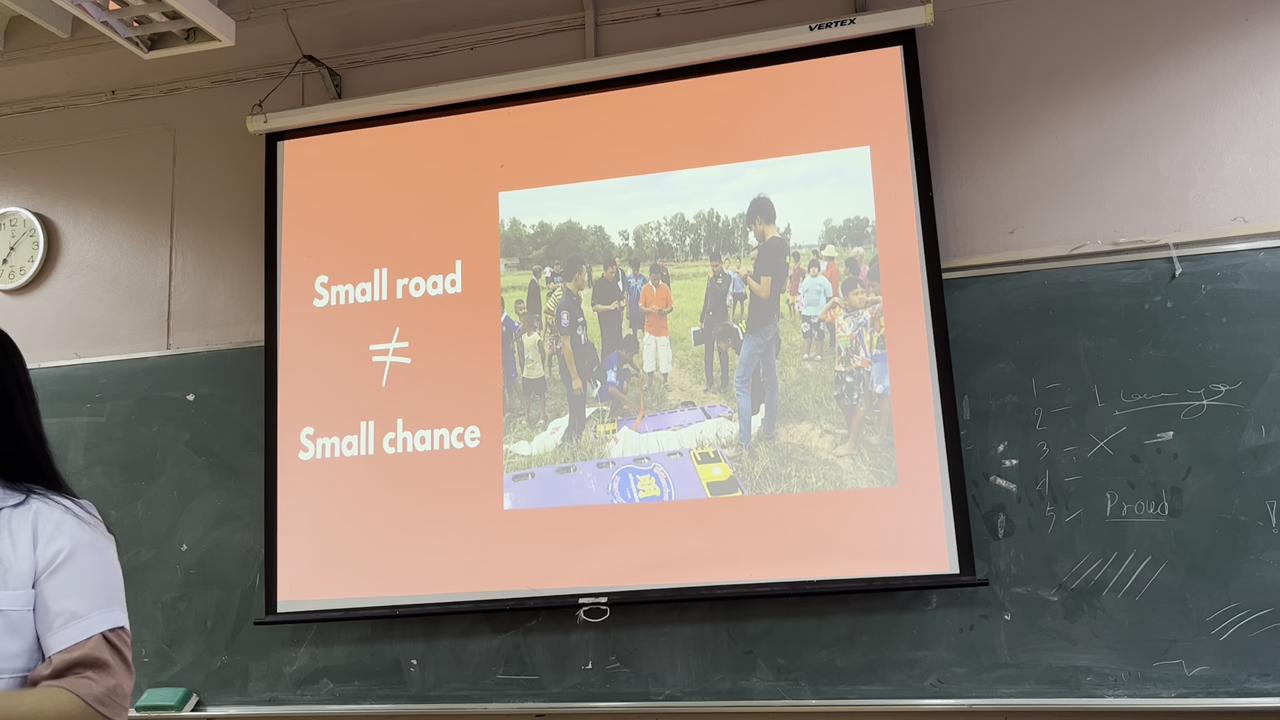 VERTEX
Small road
≠
Small chance
1 -
2 - I
3 - X
4 -
5 - Proud